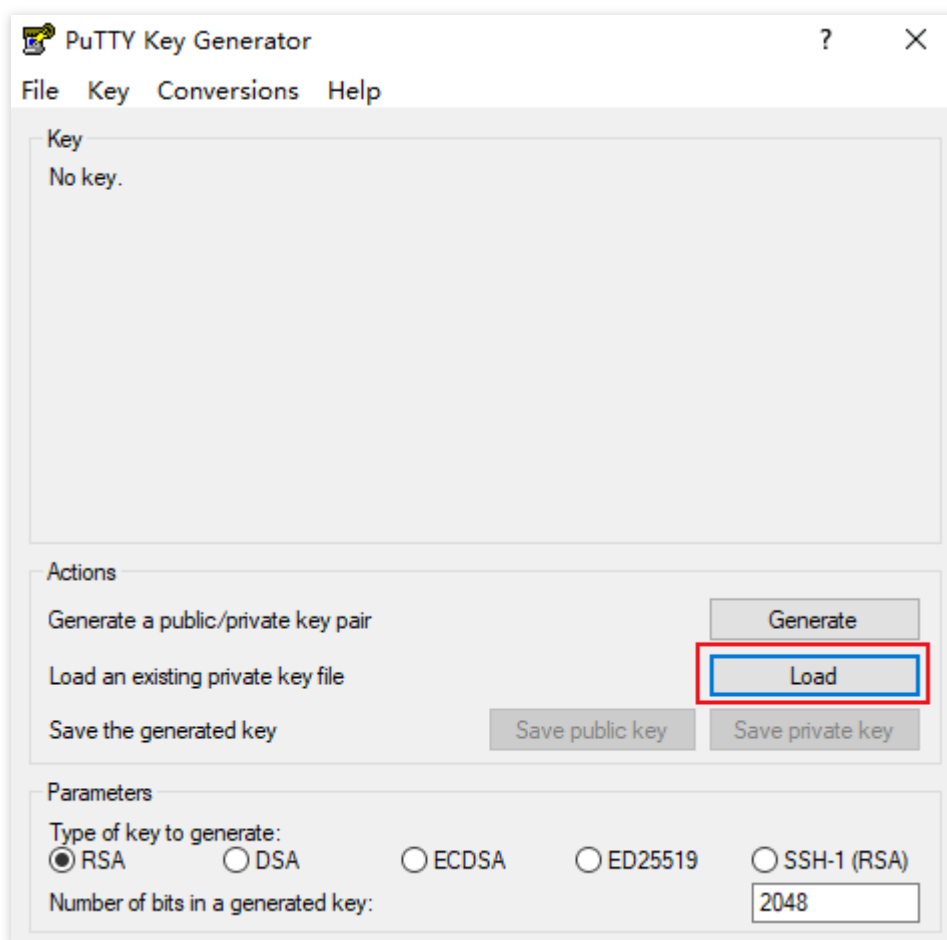 PuTTY Key Generator ? ×
File Key Conversions Help
Key
No key.
Actions
Generate a public/private key pair Generate
Load an existing private key file Load
Save the generated key Save public key Save private key
Parameters
Type of key to generate:
RSA DSA ECDSA ED25519 SSH-1 (RSA)
Number of bits in a generated key: 2048